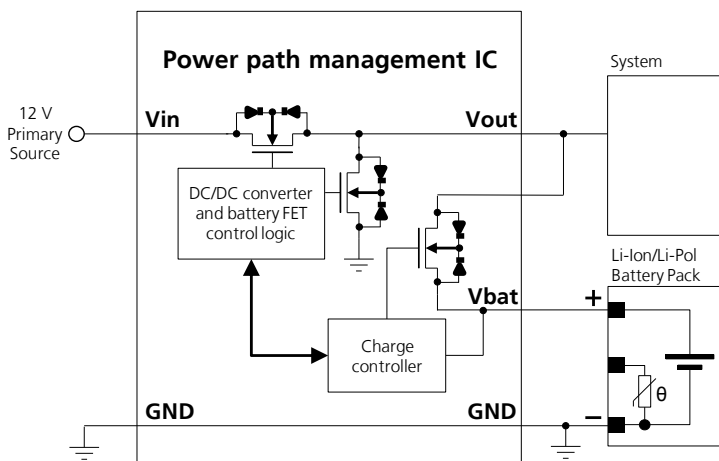 Power path management IC
System
12 V
Primary
Source
Vin
Vout
DC/DC converter
and battery FET
control logic
Li-Ion/Li-Pol
Battery Pack
Vbat
+
Charge
controller
θ
GND
GND
−